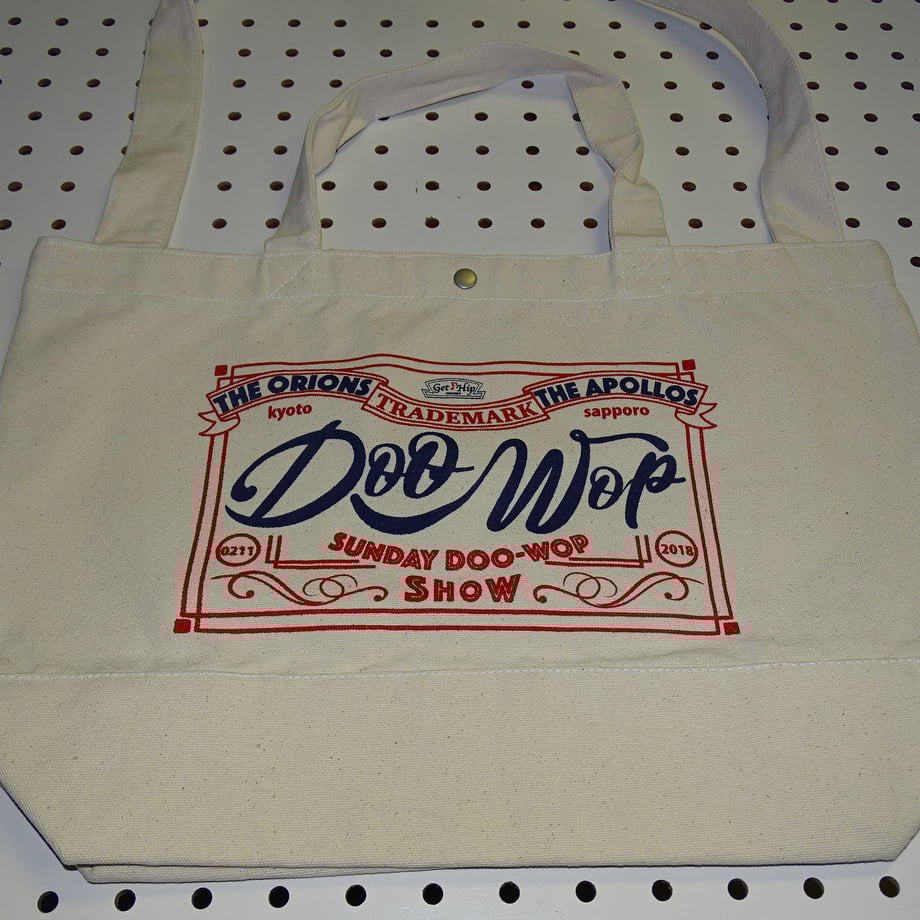 THE ORIONS
kyoto
Get Hip
TRADEMARK
THE APOLLOS
sapporo
Doo Wop
0211
SUNDAY DOO-WOP
SHOW
2018